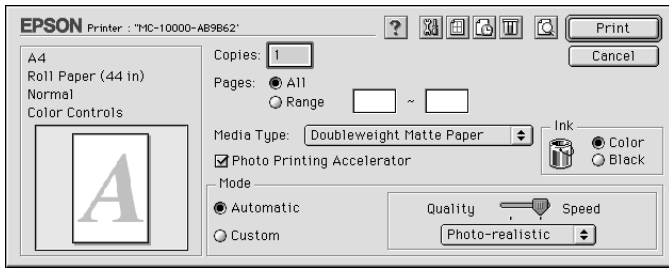 EPSON Printer : "MC-10000-AB9B62"
?
Print
Cancel
A4
Roll Paper (44 in)
Normal
Color Controls
A
Copies: 1
Pages: All
Range ~
Media Type: Doubleweight Matte Paper
Photo Printing Accelerator
Ink
Color
Black
Mode
Automatic
Custom
Quality Speed
Photo-realistic